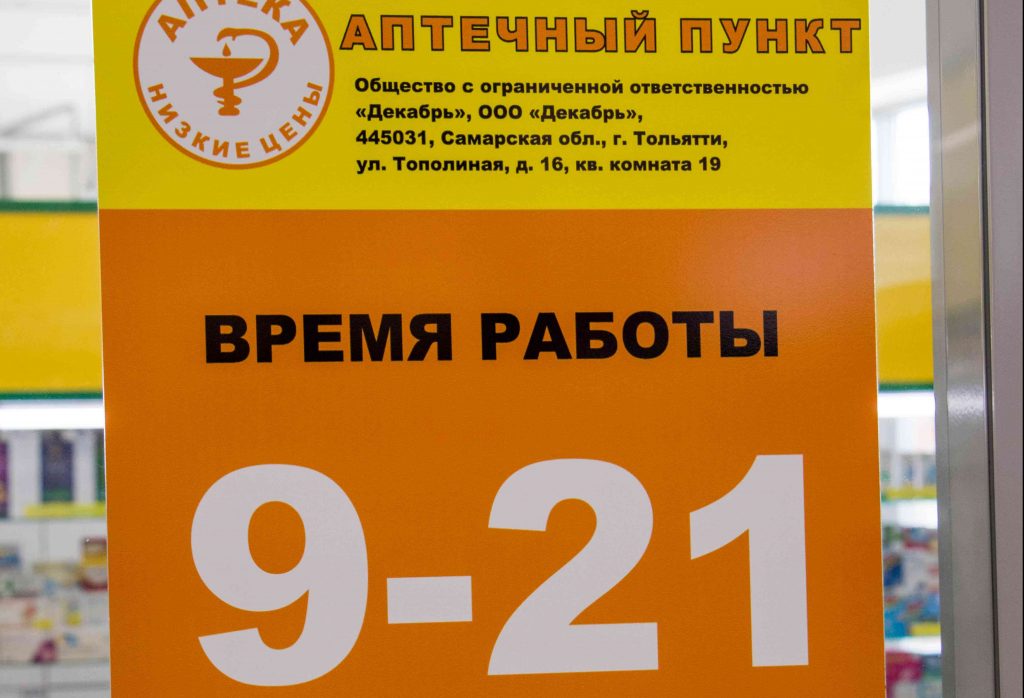 АПТЕКА
НИЗКИЕ ЦЕНЫ
АПТЕЧНЫЙ ПУНКТ
Общество с ограниченной ответственностью
«Декабрь», ООО «Декабрь»,
445031, Самарская обл., г. Тольятти,
ул. Тополиная, д. 16, кв. комната 19
ВРЕМЯ РАБОТЫ
9-21